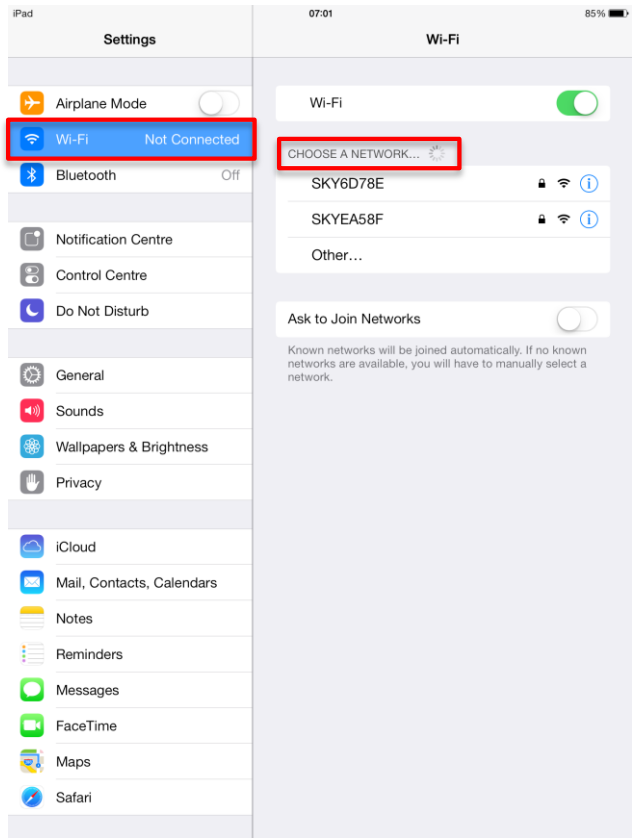 iPad 07:01 85%
Settings
Airplane Mode
Wi-Fi Not Connected
Bluetooth Off
Notification Centre
Control Centre
Do Not Disturb
General
Sounds
Wallpapers & Brightness
Privacy
iCloud
Mail, Contacts, Calendars
Notes
Reminders
Messages
FaceTime
Maps
Safari
Wi-Fi
Wi-Fi
CHOOSE A NETWORK...
SKY6D78E
SKYEA58F
Other...
Ask to Join Networks
Known networks will be joined automatically. If no known
networks are available, you will have to manually select a
network.